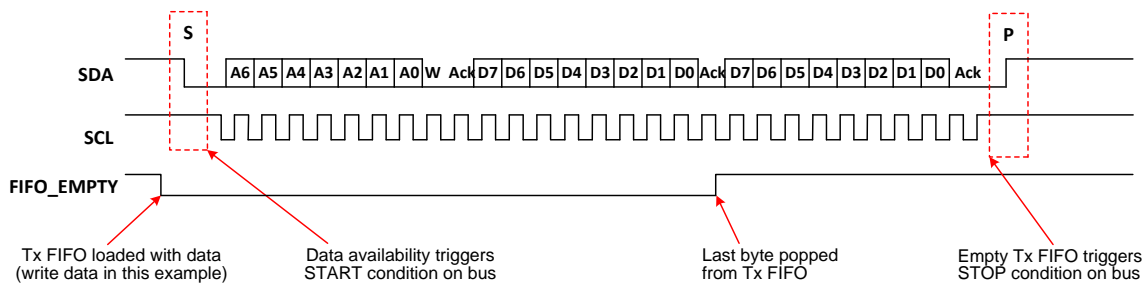 S P
SDA A6 A5 A4 A3 A2 A1 A0 W Ack D7 D6 D5 D4 D3 D2 D1 D0 Ack D7 D6 D5 D4 D3 D2 D1 D0 Ack
SCL
FIFO_EMPTY
Tx FIFO loaded with data
(write data in this example)
Data availability triggers
START condition on bus
Last byte popped
from Tx FIFO
Empty Tx FIFO triggers
STOP condition on bus